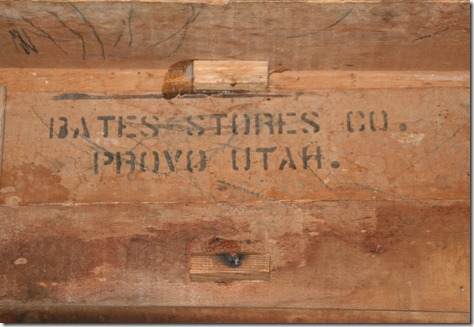 BATES STORES CO.
PROVO UTAH.